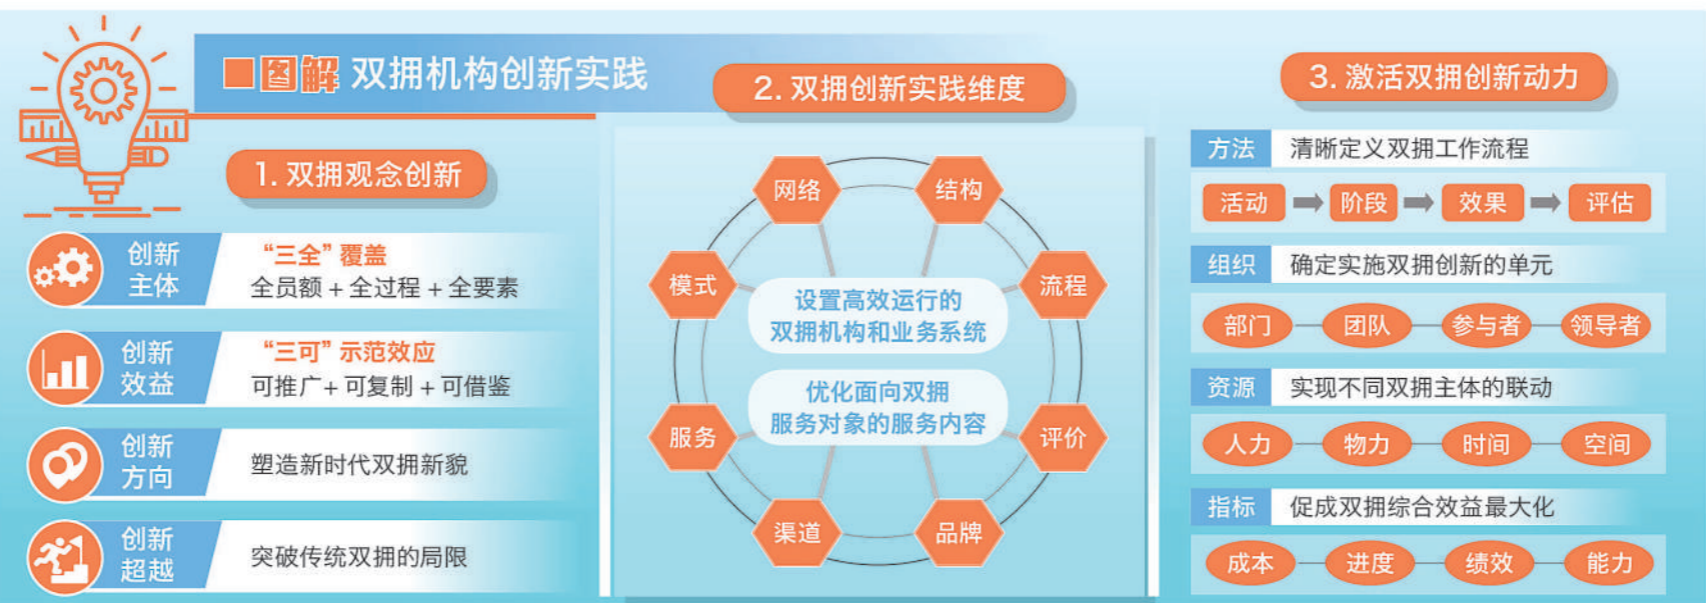 ■图解 双拥机构创新实践
1. 双拥观念创新
创新
主体
“三全”覆盖
全员额 + 全过程 + 全要素
创新
效益
“三可”示范效应
可推广+ 可复制 + 可借鉴
创新
方向
塑造新时代双拥新貌
创新
超越
突破传统双拥的局限
2. 双拥创新实践维度
网络
结构
模式
流程
设置高效运行的
双拥机构和业务系统
优化面向双拥
服务对象的服务内容
服务
评价
渠道
品牌
3. 激活双拥创新动力
方法 清晰定义双拥工作流程
活动 阶段 效果 评估
组织 确定实施双拥创新的单元
部门 团队 参与者 领导者
资源 实现不同双拥主体的联动
人力 物力 时间 空间
指标 促成双拥综合效益最大化
成本 进度 绩效 能力